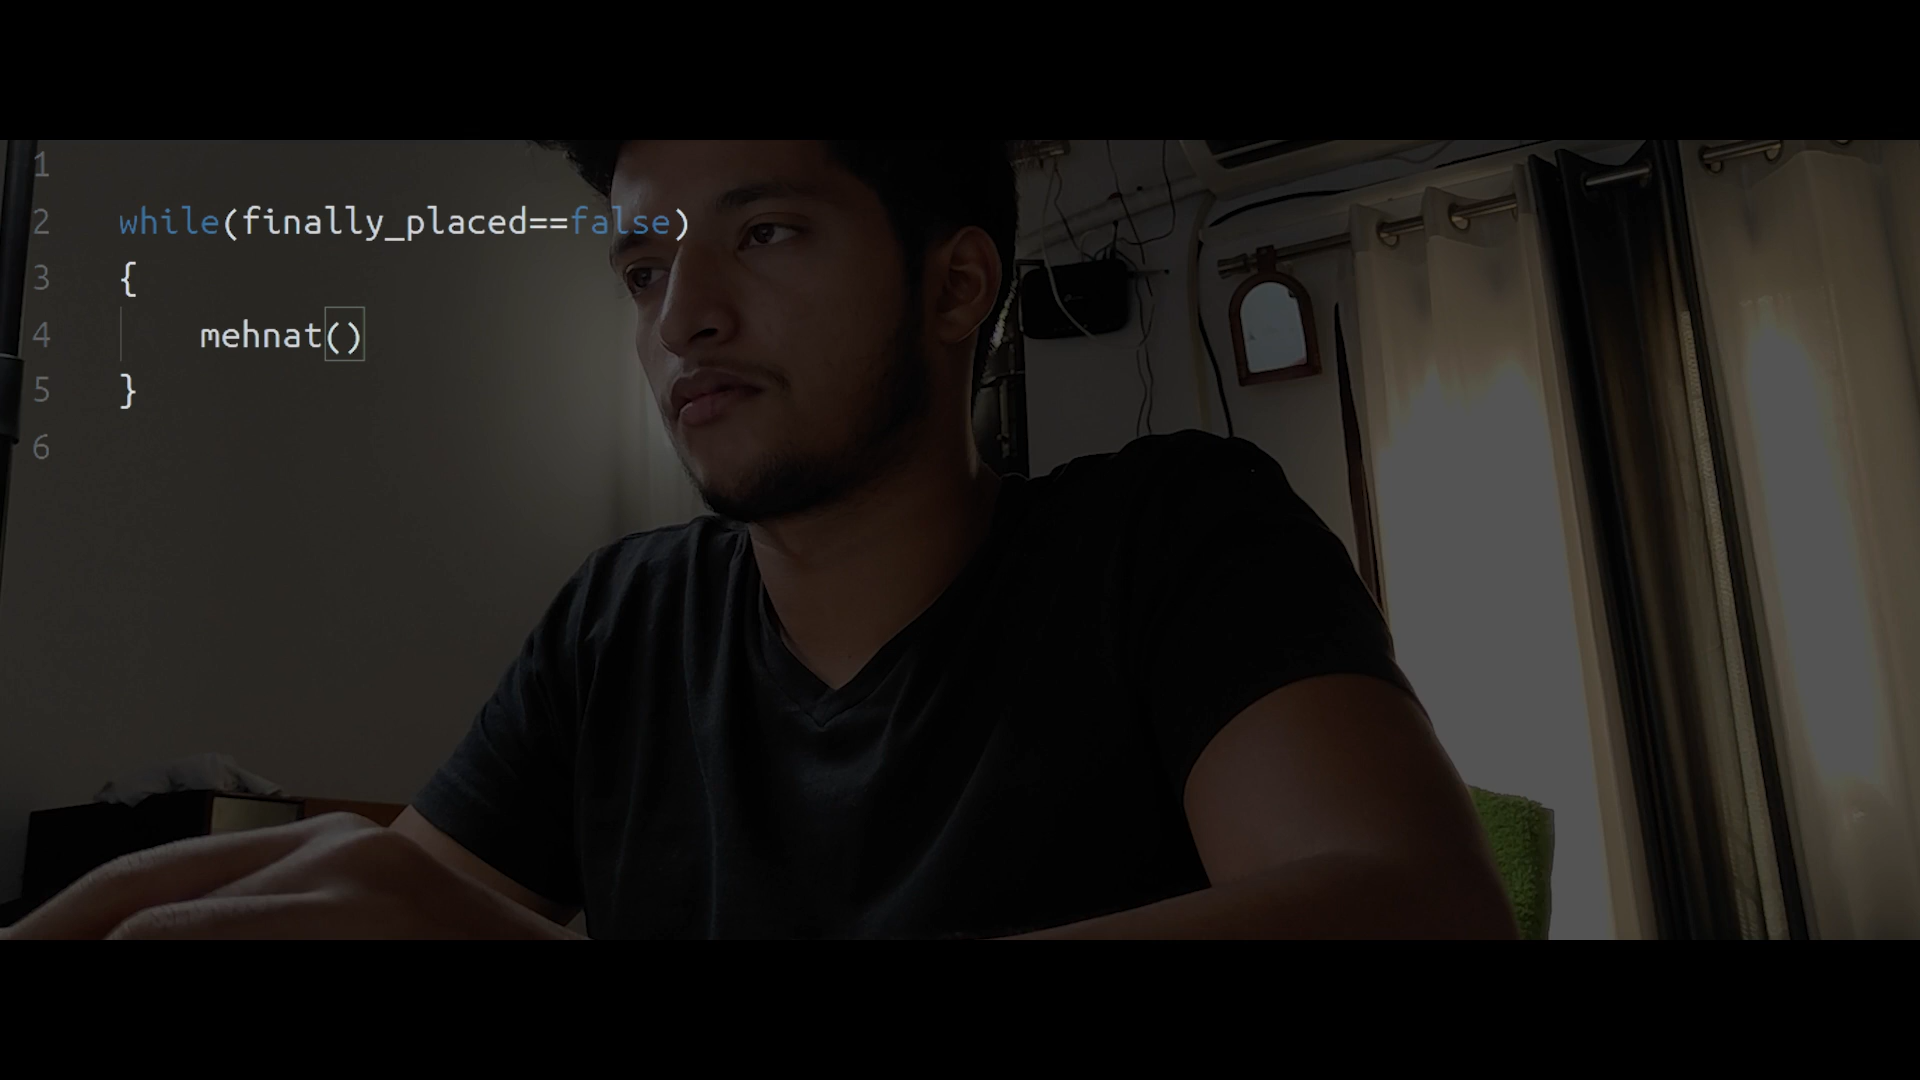 1
2 while(finally_placed==false)
3 {
4 mehnat()
5 }
6